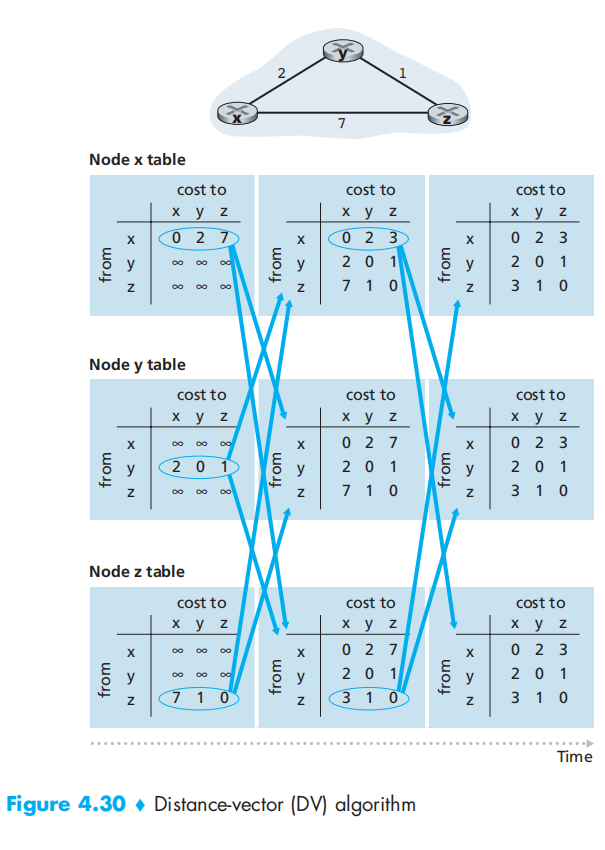 y
2 1
x z
7
Node x table
cost to cost to cost to
x y z x y z x y z
from x 0 2 7 from x 0 2 3 from x 0 2 3
y ∞ ∞ ∞ y 2 0 1 y 2 0 1
z ∞ ∞ ∞ z 7 1 0 z 3 1 0
Node y table
cost to cost to cost to
x y z x y z x y z
from x ∞ ∞ ∞ from x 0 2 7 from x 0 2 3
y 2 0 1 y 2 0 1 y 2 0 1
z ∞ ∞ ∞ z 7 1 0 z 3 1 0
Node z table
cost to cost to cost to
x y z x y z x y z
from x ∞ ∞ ∞ from x 0 2 7 from x 0 2 3
y ∞ ∞ ∞ y 2 0 1 y 2 0 1
z 7 1 0 z 3 1 0 z 3 1 0
Time
Figure 4.30 ♦ Distance-vector (DV) algorithm